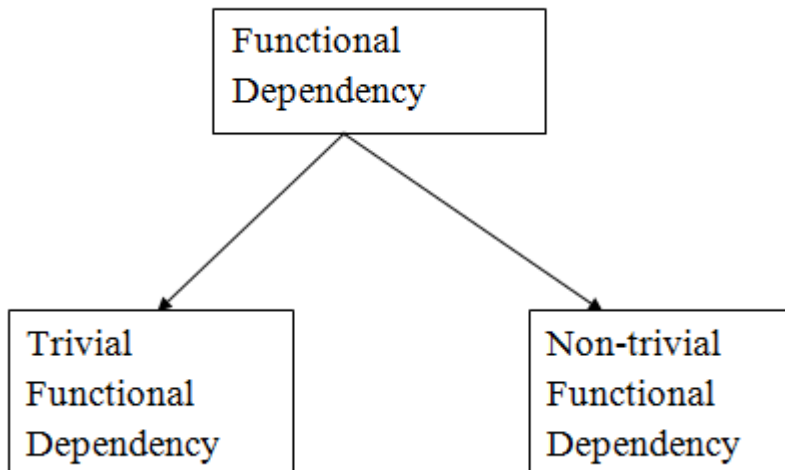 Functional
Dependency
Trivial
Functional
Dependency
Non-trivial
Functional
Dependency